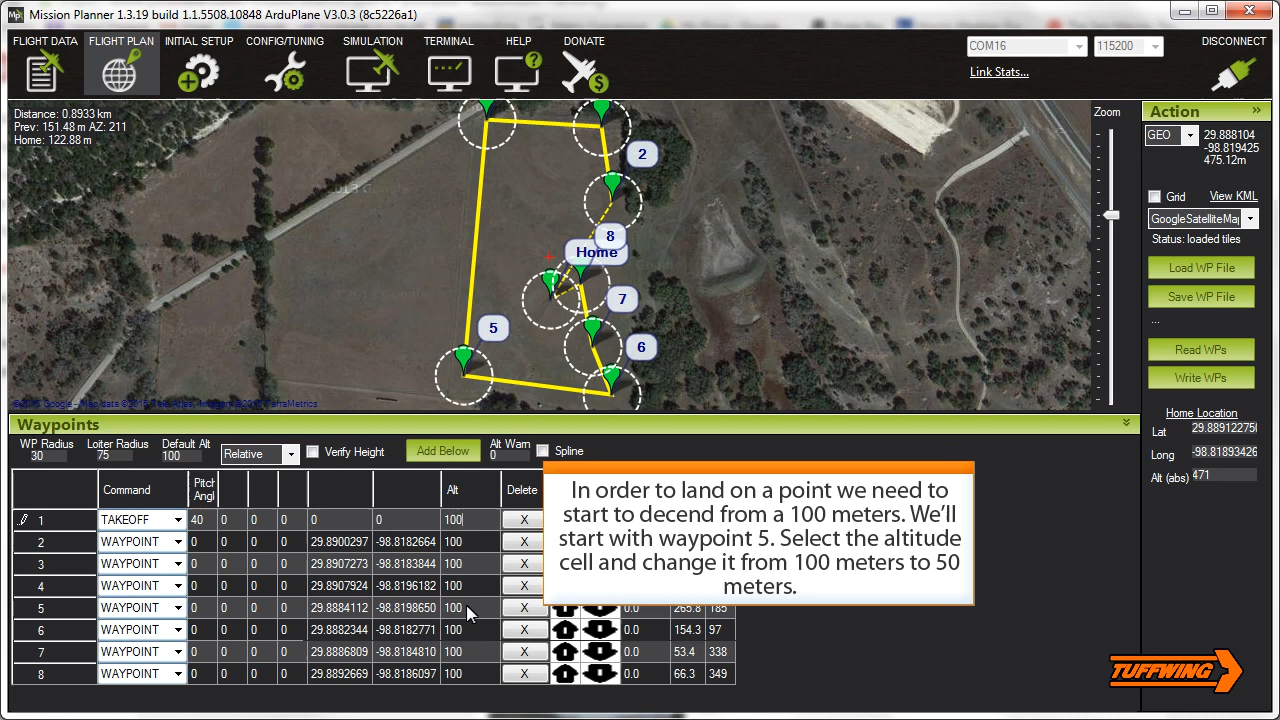 Mission Planner 1.3.19 build 1.1.5508.10848 ArduPlane V3.0.3 (8c5226a1)
FLIGHT DATA FLIGHT PLAN INITIAL SETUP CONFIG/TUNING SIMULATION TERMINAL HELP DONATE
COM16 115200 DISCONNECT
Link Stats...
Distance: 0.8933 km
Prev: 151.48 m AZ: 211
Home: 122.88 m
Zoom
Action
GEO
29.888104
-98.819425
475.12m
Grid View KML
GoogleSatelliteMap
Status: loaded tiles
Load WP File
Save WP File
...
Read WPs
Write WPs
Home Location
Lat 29.88912275
Long -98.81893426
Alt (abs) 471
2
8
Home
7
5
6
Waypoints
WP Radius Loiter Radius Default Alt Alt Warn
30 75 100 Relative Verify Height Add Below 0 Spline
Command Pitch Angl Alt Delete
1 TAKEOFF 40 0 0 0 0 0 100 X
2 WAYPOINT 0 0 0 0 29.8900297 -98.8182664 100 X
3 WAYPOINT 0 0 0 0 29.8907273 -98.8183844 100 X
4 WAYPOINT 0 0 0 0 29.8907924 -98.8196182 100 X
5 WAYPOINT 0 0 0 0 29.8884112 -98.8198650 100 X 0.0 265.8 185
6 WAYPOINT 0 0 0 0 29.8882344 -98.8182771 100 X 0.0 154.3 97
7 WAYPOINT 0 0 0 0 29.8886809 -98.8184810 100 X 0.0 53.4 338
8 WAYPOINT 0 0 0 0 29.8892669 -98.8186097 100 X 0.0 66.3 349
In order to land on a point we need to
start to decend from a 100 meters. We'll
start with waypoint 5. Select the altitude
cell and change it from 100 meters to 50
meters.
TUFFWING